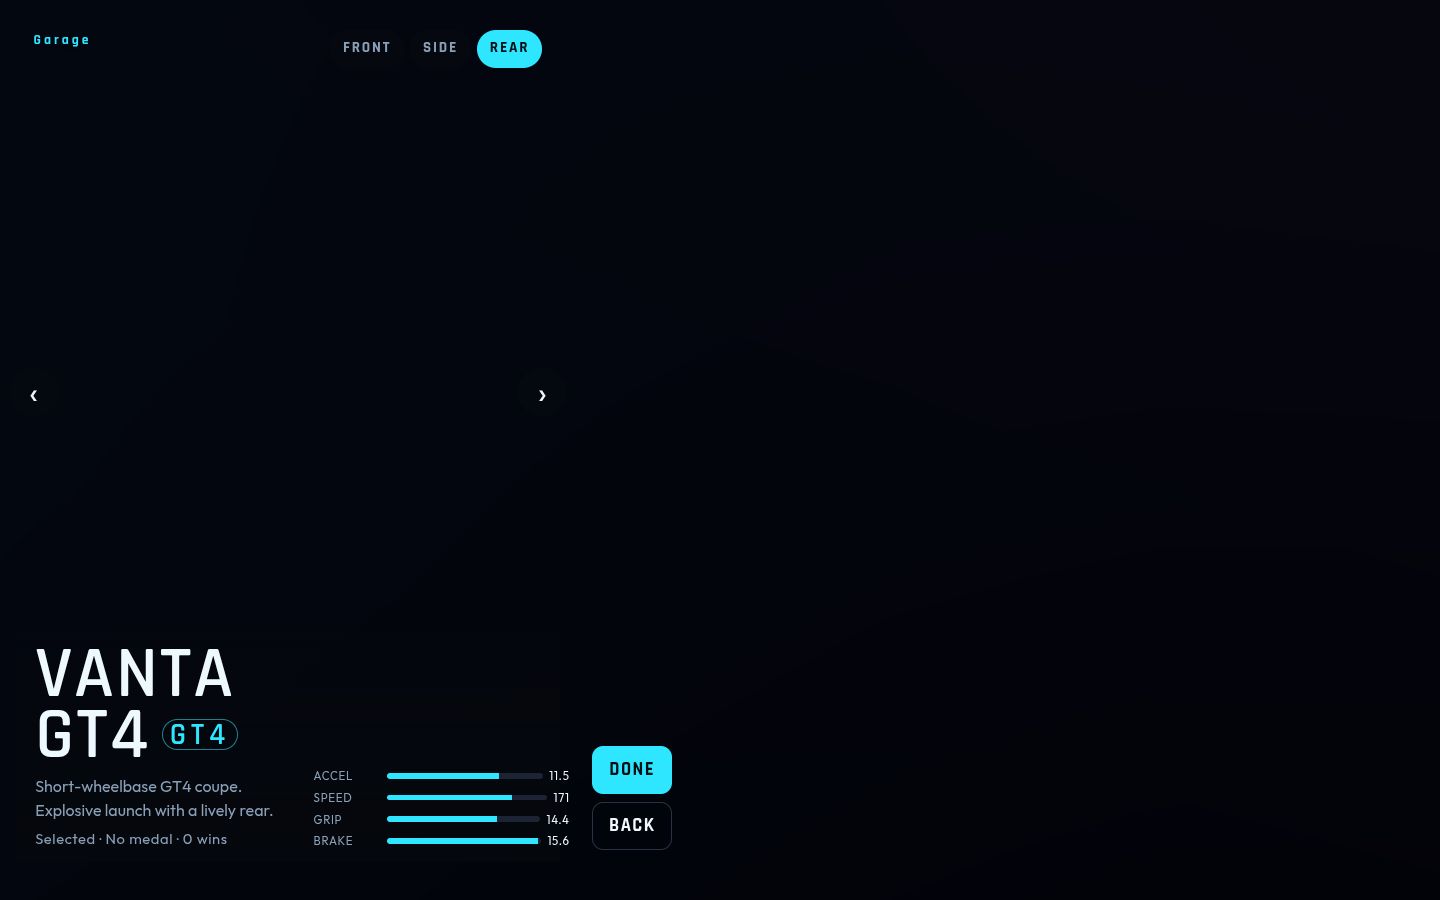 Garage
FRONT SIDE REAR
‹ ›
VANTA
GT4 GT4
Short-wheelbase GT4 coupe.
Explosive launch with a lively rear.
Selected · No medal · 0 wins
ACCEL 11.5
SPEED 171
GRIP 14.4
BRAKE 15.6
DONE
BACK